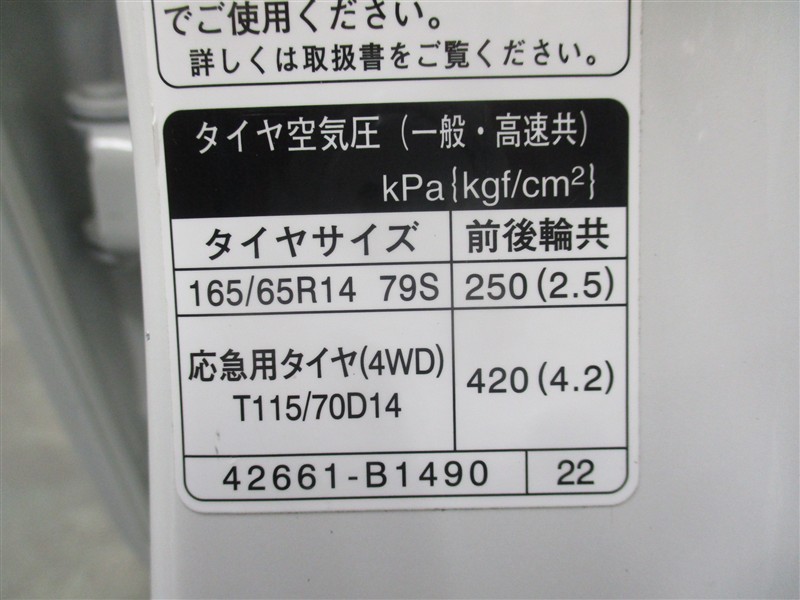 でご使用ください。
詳しくは取扱書をご覧ください。
タイヤ空気圧(一般・高速共)
kPa{kgf/cm²}
タイヤサイズ 前後輪共
165/65R14 79S 250(2.5)
応急用タイヤ(4WD)
T115/70D14 420(4.2)
42661-B1490 22